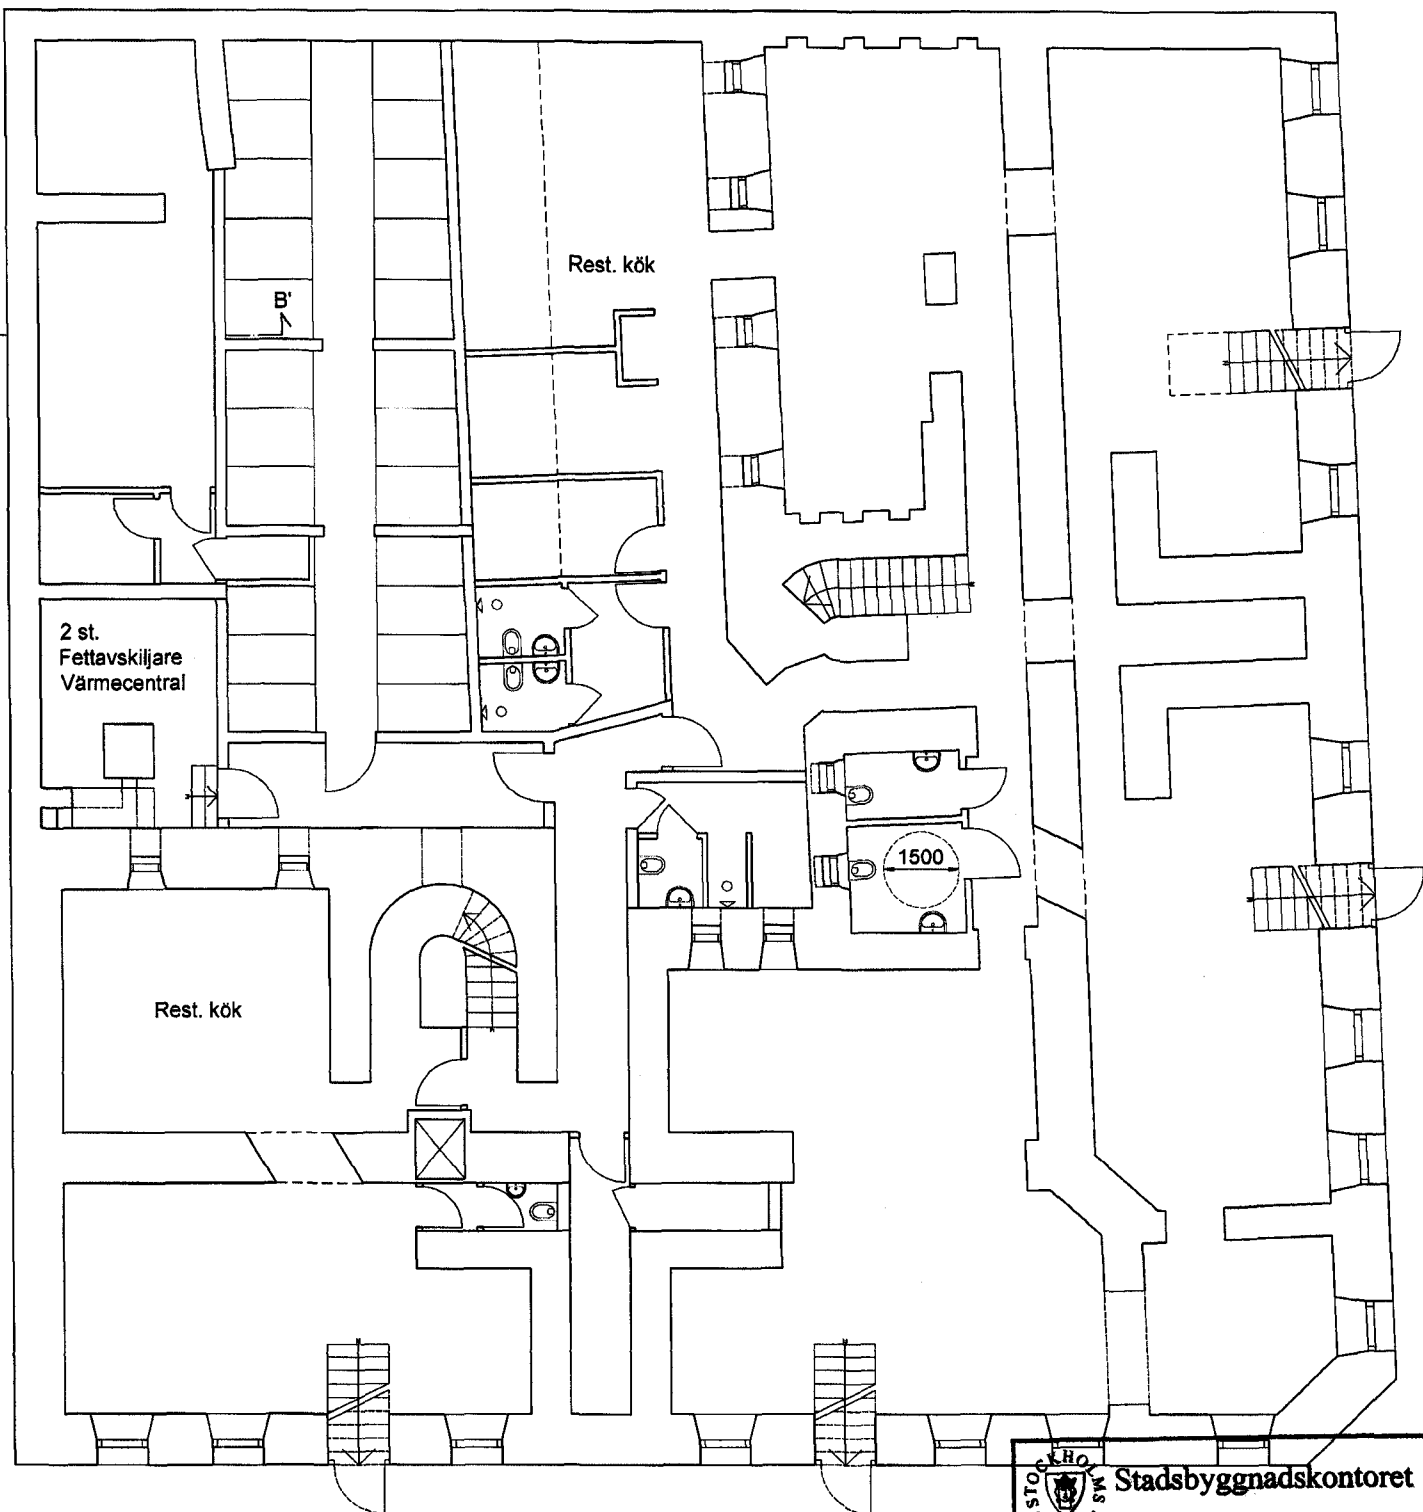 Rest. kök
B'
2 st.
Fettavskiljare
Värmecentral
1500
Rest. kök
STOCKHOLMS
Stadsbyggnadskontoret